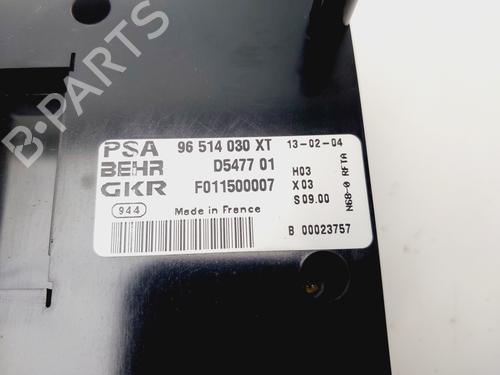 PSA 96 514 030 XT 13-02-04
BEHR D5477 01 H03
GKR F011500007 X03
944 Made in France S09.00
N68-0 RFTA
B 00023757
B-PARTS